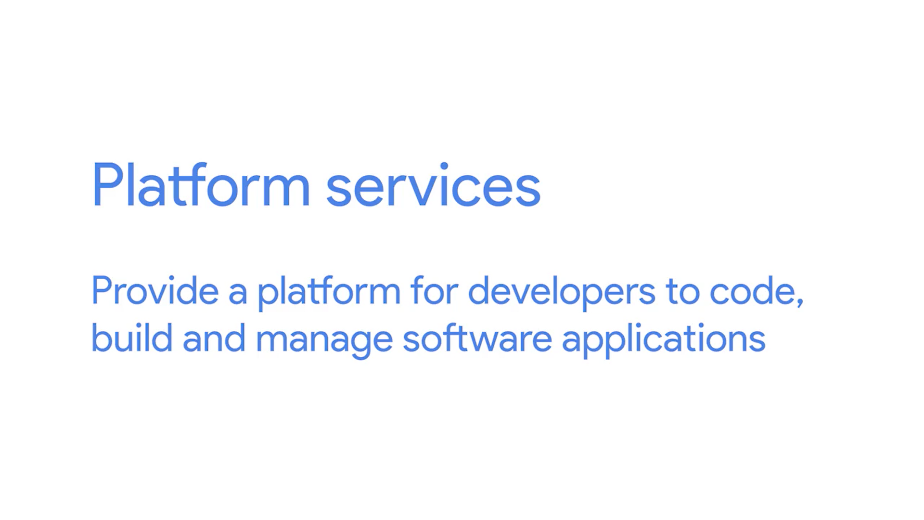 Platform services
Provide a platform for developers to code,
build and manage software applications